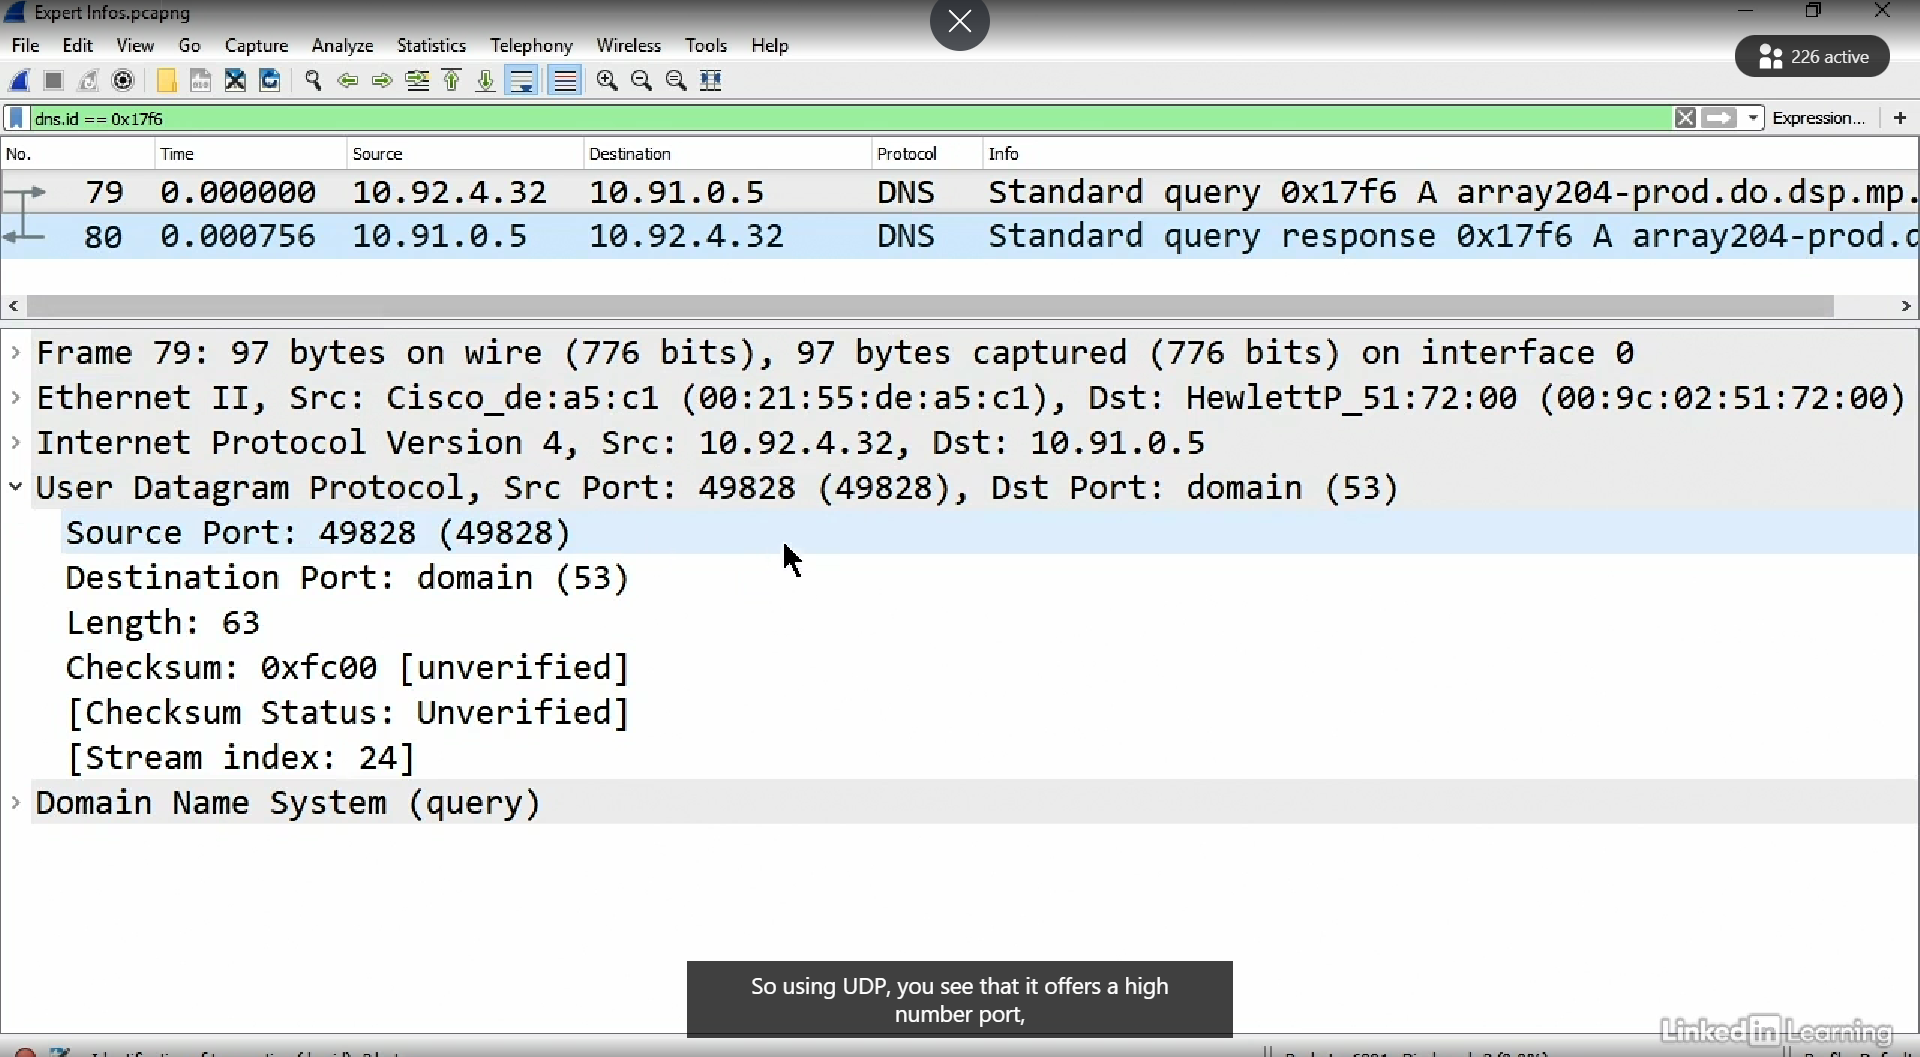 Expert Infos.pcapng
226 active
File Edit View Go Capture Analyze Statistics Telephony Wireless Tools Help
dns.id == 0x17f6 Expression... +
No. Time Source Destination Protocol Info
79 0.000000 10.92.4.32 10.91.0.5 DNS Standard query 0x17f6 A array204-prod.do.dsp.mp.
80 0.000756 10.91.0.5 10.92.4.32 DNS Standard query response 0x17f6 A array204-prod.d
Frame 79: 97 bytes on wire (776 bits), 97 bytes captured (776 bits) on interface 0
Ethernet II, Src: Cisco_de:a5:c1 (00:21:55:de:a5:c1), Dst: HewlettP_51:72:00 (00:9c:02:51:72:00)
Internet Protocol Version 4, Src: 10.92.4.32, Dst: 10.91.0.5
User Datagram Protocol, Src Port: 49828 (49828), Dst Port: domain (53)
Source Port: 49828 (49828)
Destination Port: domain (53)
Length: 63
Checksum: 0xfc00 [unverified]
[Checksum Status: Unverified]
[Stream index: 24]
Domain Name System (query)
So using UDP, you see that it offers a high
number port,
Linked in Learning